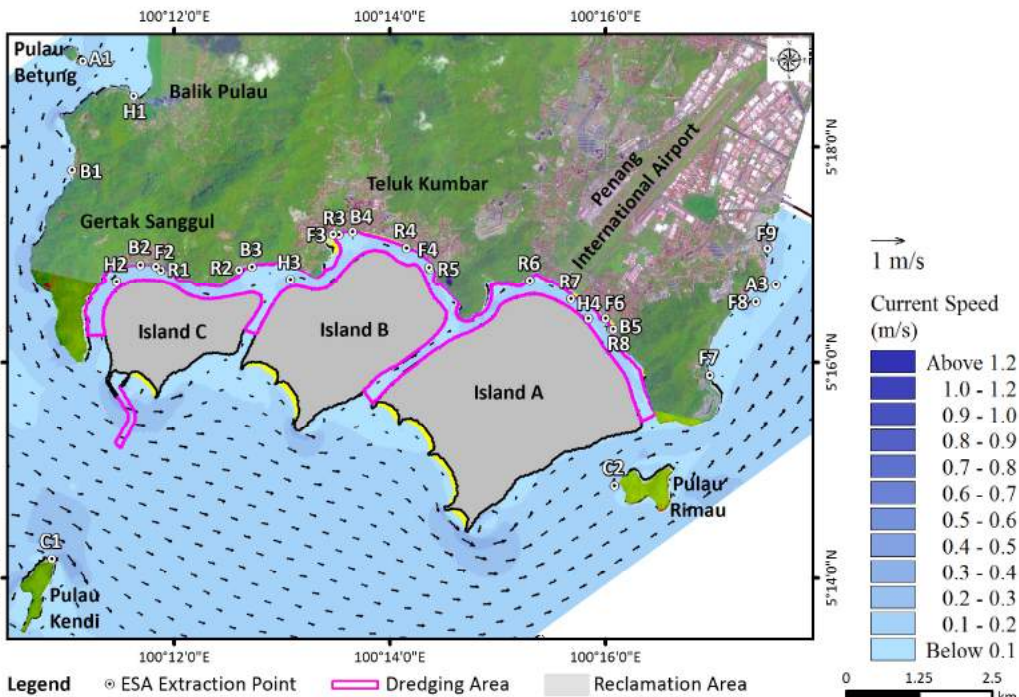 100°12'0"E 100°14'0"E 100°16'0"E
Pulau
Betung
A1
Balik Pulau
H1
5°18'0"N
Penang
International Airport
B1
Teluk Kumbar
Gertak Sanggul
R3 B4
F3
R4
F4
R5
F9
B2 F2
H2 R1
R2 B3
H3
R6
R7
A3
F8
H4 F6
B5
R8
Island C
Island B
Island A
5°16'0"N
F7
C2
Pulau
Rimau
C1
5°14'0"N
Pulau
Kendi
100°12'0"E 100°14'0"E 100°16'0"E
1 m/s
Current Speed
(m/s)
Above 1.2
1.0 - 1.2
0.9 - 1.0
0.8 - 0.9
0.7 - 0.8
0.6 - 0.7
0.5 - 0.6
0.4 - 0.5
0.3 - 0.4
0.2 - 0.3
0.1 - 0.2
Below 0.1
Legend ESA Extraction Point Dredging Area Reclamation Area
0 1.25 2.5
km